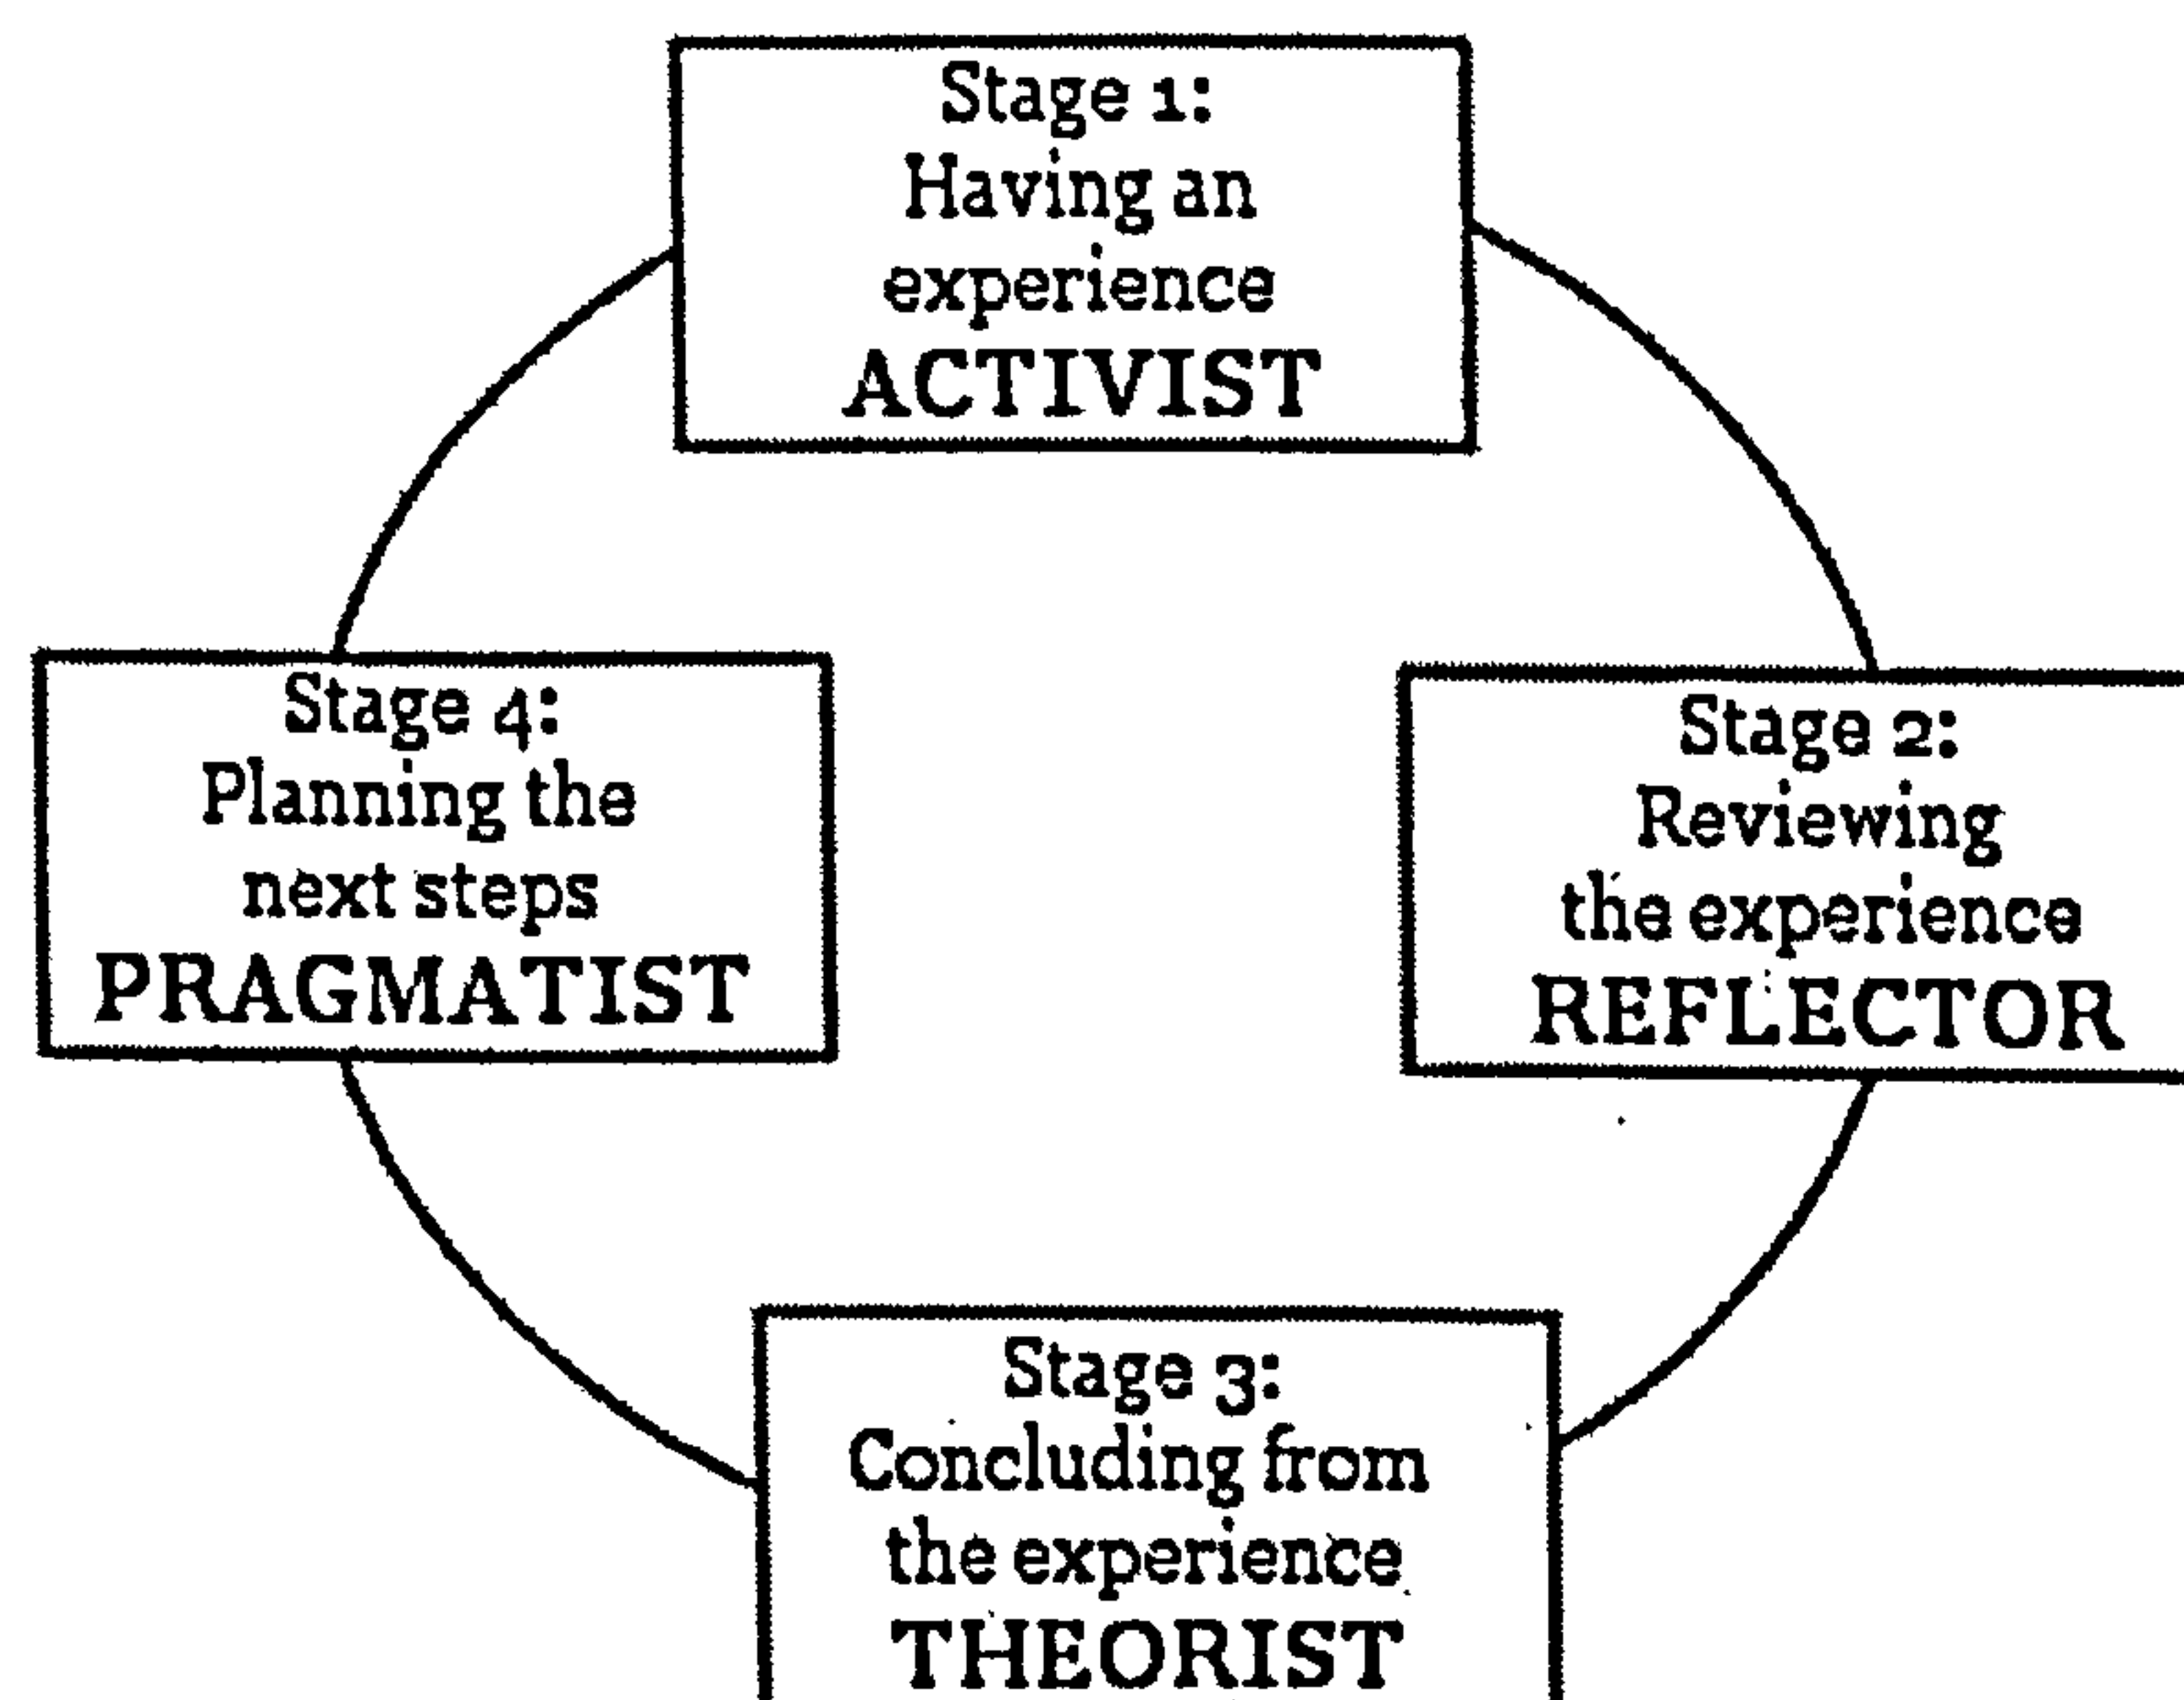 Stage 1:
Having an
experience
ACTIVIST
Stage 2:
Reviewing
the experience
REFLECTOR
Stage 3:
Concluding from
the experience
THEORIST
Stage 4:
Planning the
next steps
PRAGMATIST